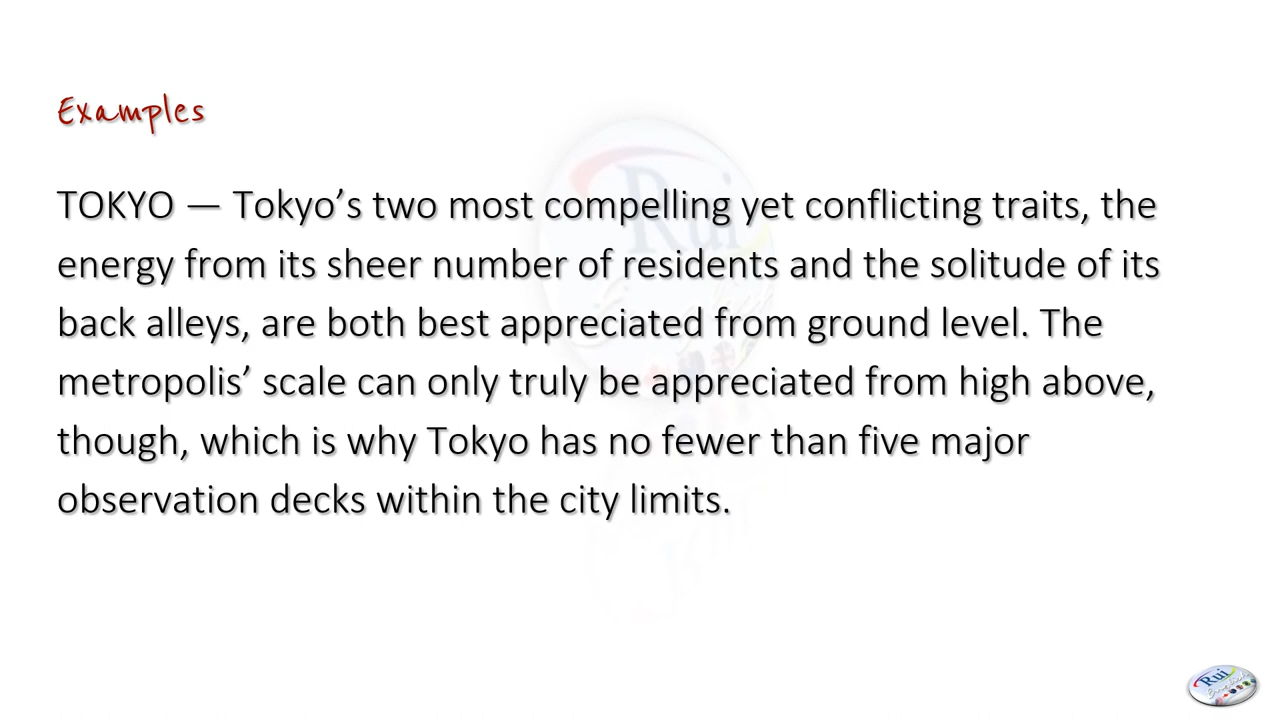 Examples
TOKYO — Tokyo’s two most compelling yet conflicting traits, the
energy from its sheer number of residents and the solitude of its
back alleys, are both best appreciated from ground level. The
metropolis’ scale can only truly be appreciated from high above,
though, which is why Tokyo has no fewer than five major
observation decks within the city limits.
Rui